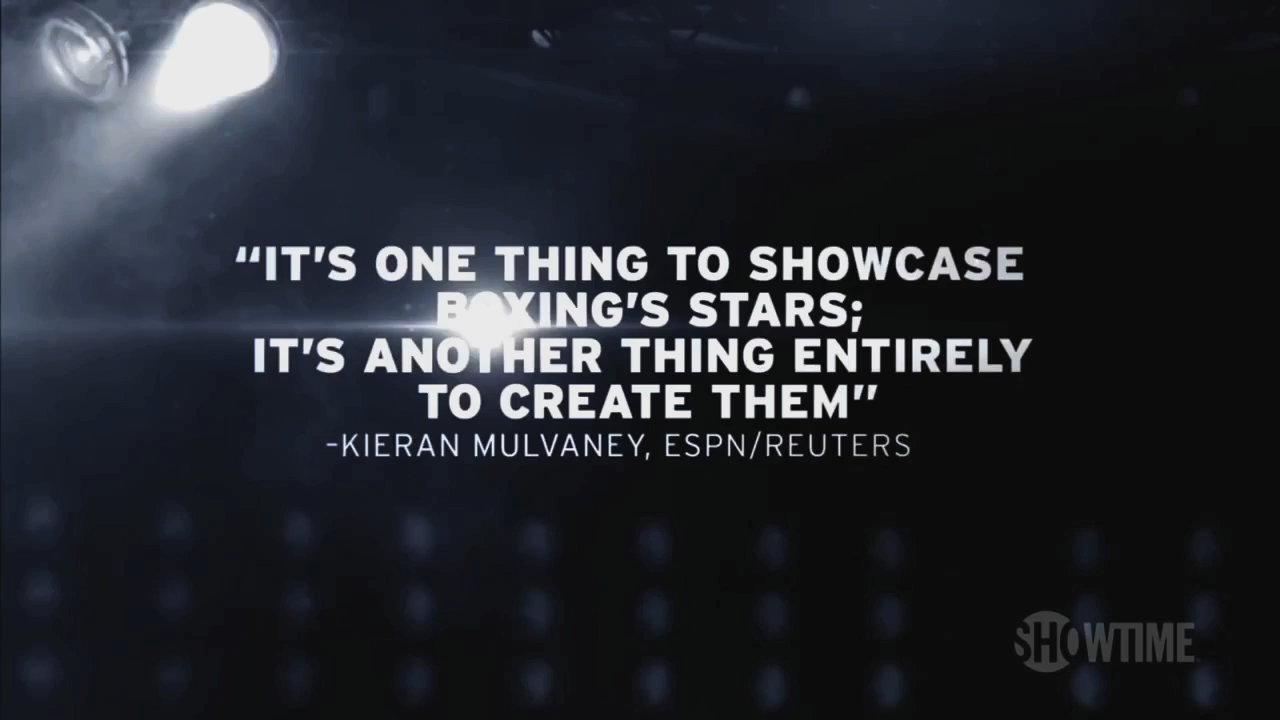 “IT’S ONE THING TO SHOWCASE
BOXING’S STARS;
IT’S ANOTHER THING ENTIRELY
TO CREATE THEM”
-KIERAN MULVANEY, ESPN/REUTERS
SHOWTIME